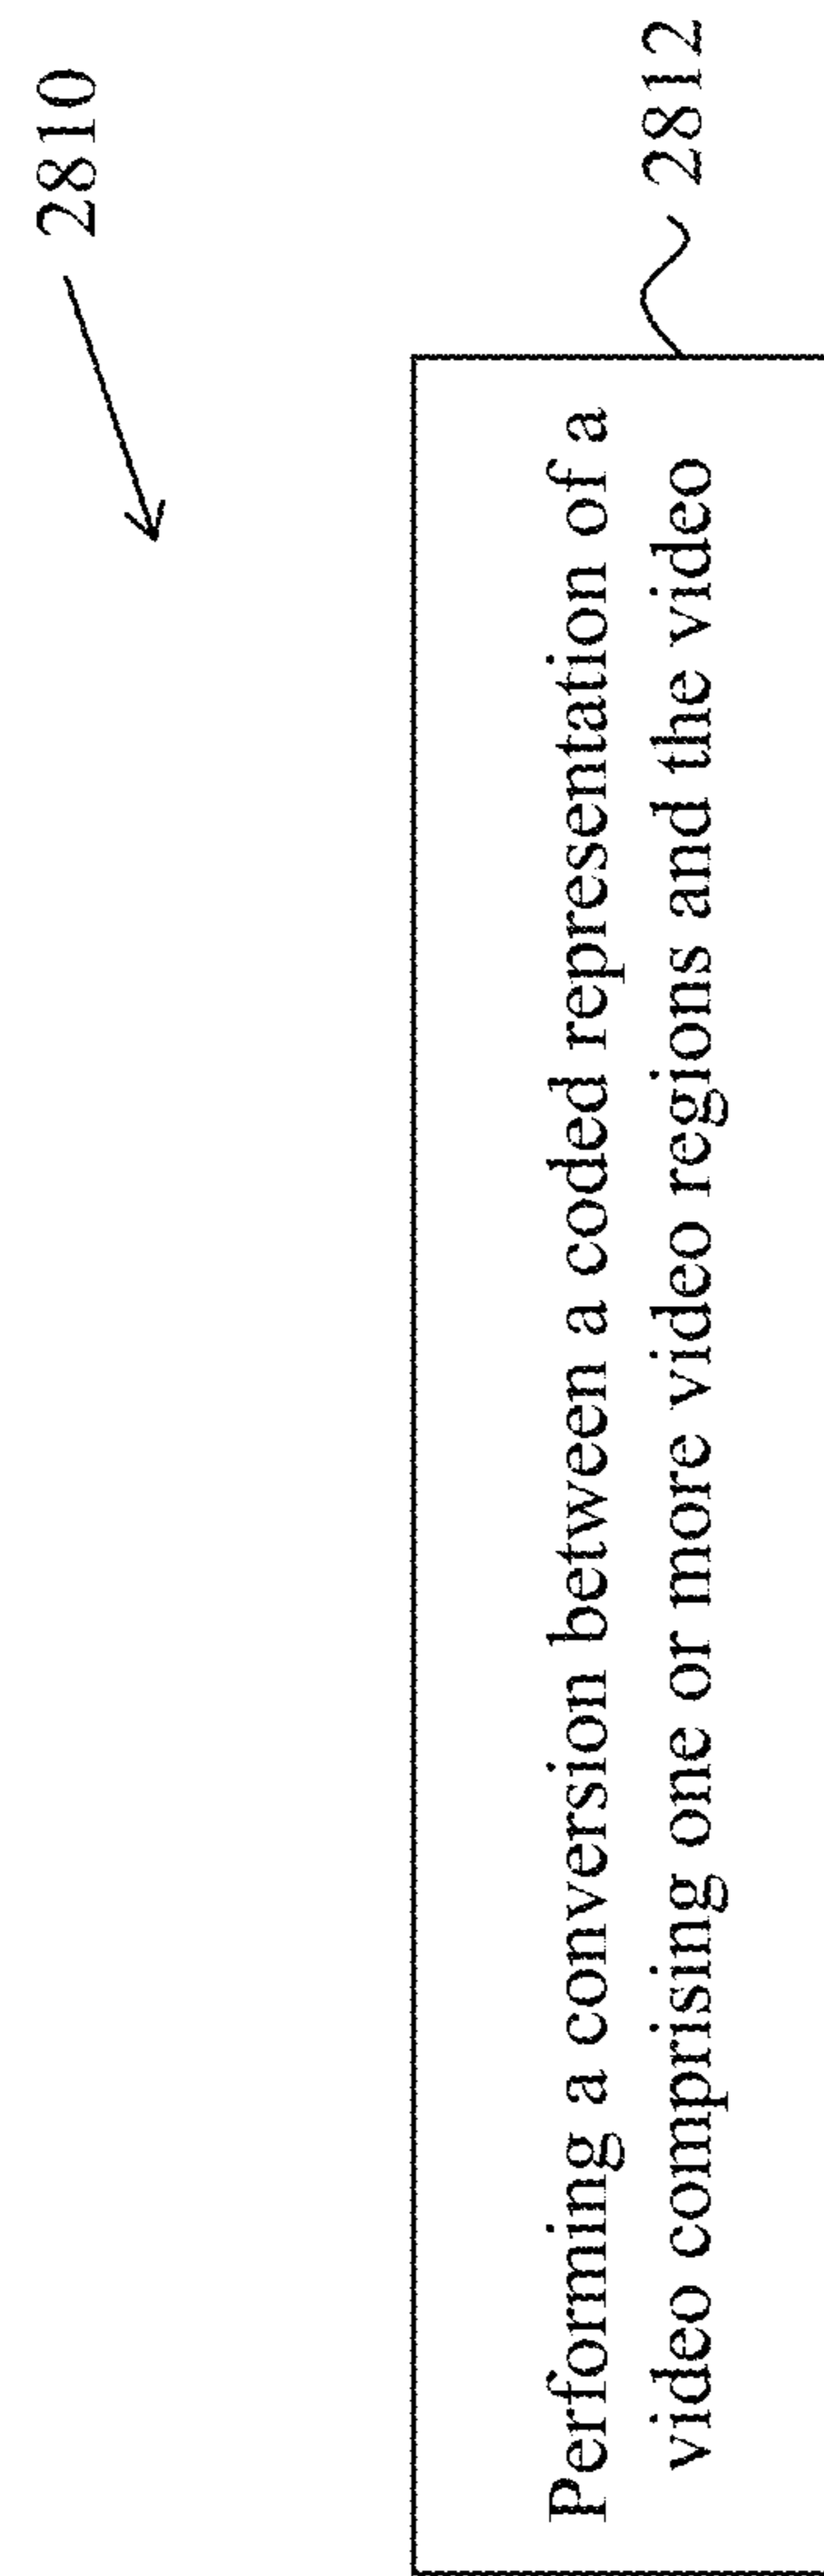 2810
Performing a conversion between a coded representation of a
video comprising one or more video regions and the video
2812